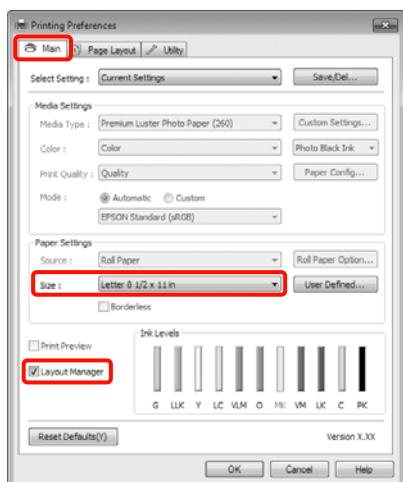 Printing Preferences
Main Page Layout Utility
Select Setting : Current Settings Save/Del...
Media Settings
Media Type : Premium Luster Photo Paper (260) Custom Settings...
Color : Color Photo Black Ink
Print Quality : Quality Paper Config...
Mode : Automatic Custom
EPSON Standard (sRGB)
Paper Settings
Source : Roll Paper Roll Paper Option...
Size : Letter 8 1/2 x 11 in User Defined...
Borderless
Ink Levels
Print Preview
Layout Manager
G LLK Y LC VLM O MK VM LK C PK
Reset Defaults(Y) Version X.XX
OK Cancel Help